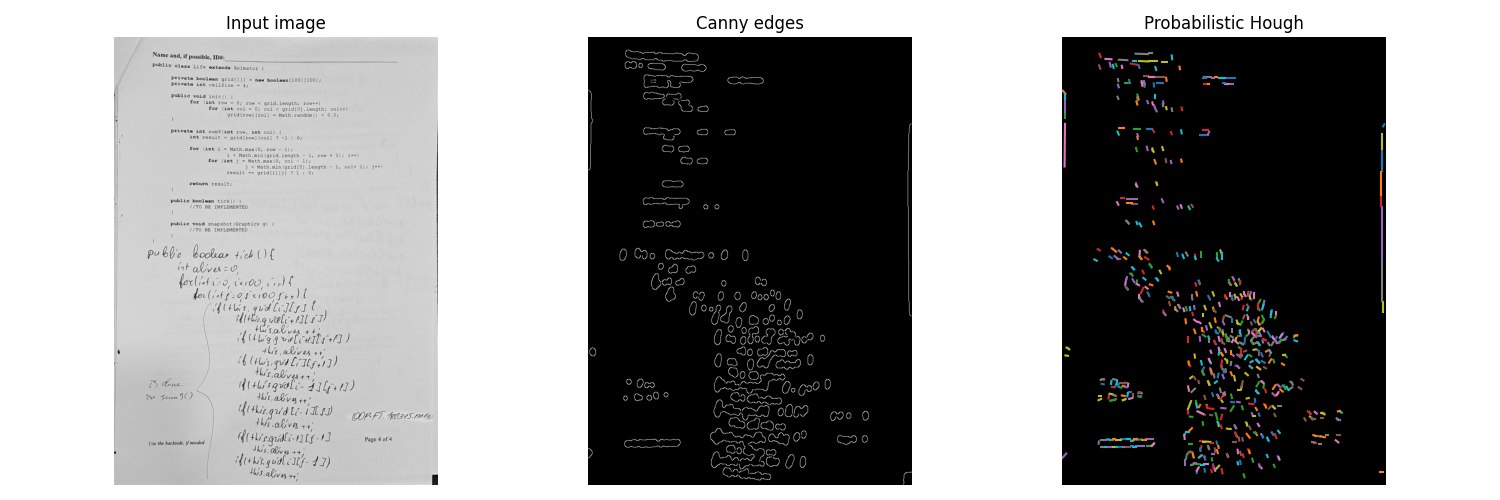 Input image
Canny edges
Probabilistic Hough
Name and, if possible, ID#:
public class Life extends Animator {
private boolean grid[][] = new boolean[100][100];
private int cellSize = 4;
public void init() {
for (int row = 0; row < grid.length; row++)
for (int col = 0; col < grid[0].length; col++)
grid[row][col] = Math.random() < 0.5;
}
private int numP(int row, int col) {
int result = grid[row][col] ? -1 : 0;
for (int i = Math.max(0, row - 1);
i < Math.min(grid.length - 1, row + 1); i++)
for (int j = Math.max(0, col - 1);
j < Math.min(grid[0].length - 1, col+ 1); j++)
result += grid[i][j] ? 1 : 0;
return result;
}
public boolean tick() {
//TO BE IMPLEMENTED
}
public void snapshot(Graphics g) {
//TO BE IMPLEMENTED
}
}
public boolean tick(){
int alives=0;
for(int i=0, i<100, i++){
for(int j=0, j<100, j++){
if(this.grid[i][j] {
if(this.grid[i+1][j])
this.alives++;
if(this.grid[i+1][j+1])
this.alives++;
if(this.grid[i][j+1])
this.alives++;
if(this.grid[i-1][j+1])
is done
this.alives++;
if(this.grid[i-1][j])
this.alives++;
if(this.grid[i-1][j-1]
Use the backside, if needed
Page 4 of 4
this.alives++;
if(this.grid[i][j-1])
this.alives++;